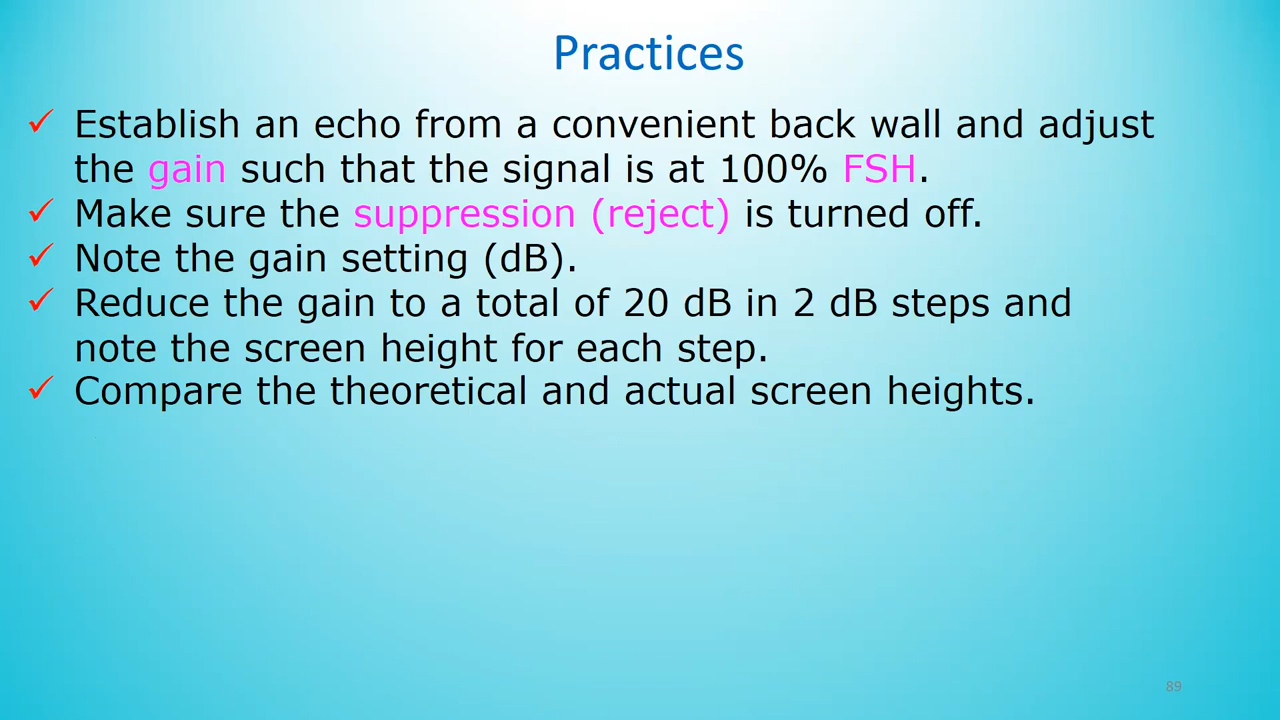 Practices
✓ Establish an echo from a convenient back wall and adjust
the gain such that the signal is at 100% FSH.
✓ Make sure the suppression (reject) is turned off.
✓ Note the gain setting (dB).
✓ Reduce the gain to a total of 20 dB in 2 dB steps and
note the screen height for each step.
✓ Compare the theoretical and actual screen heights.
89